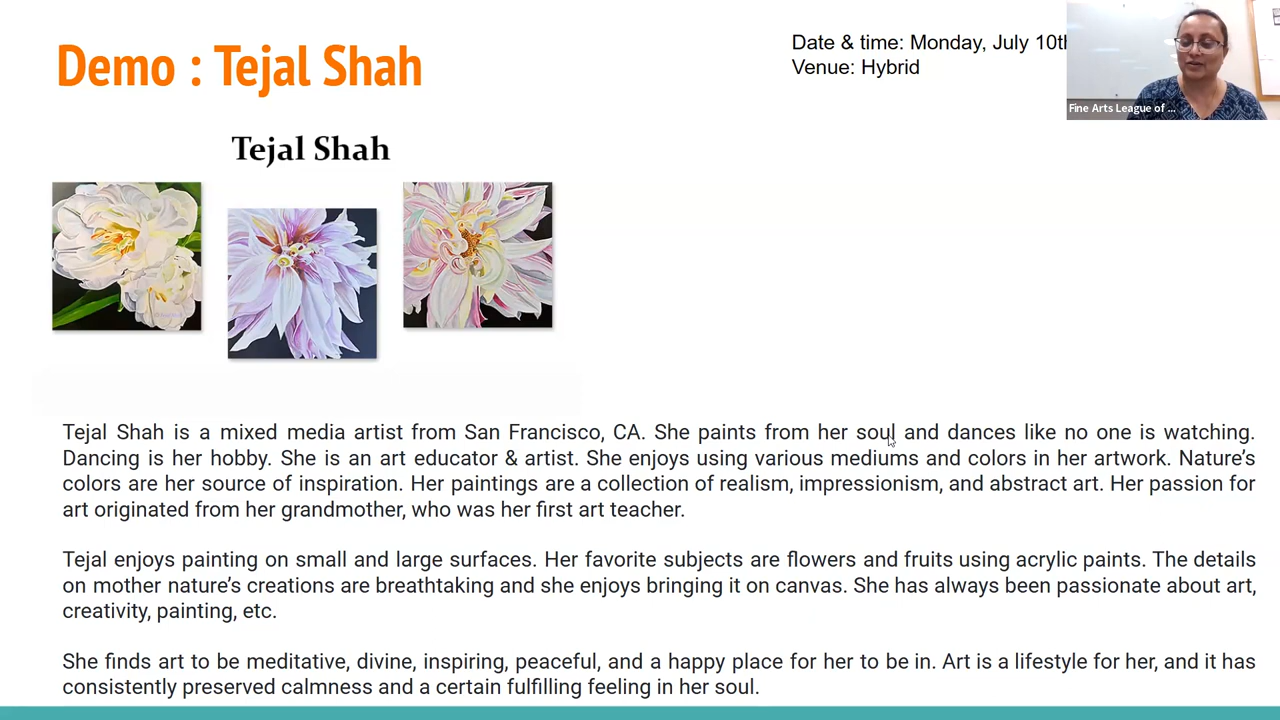 Demo : Tejal Shah
Date & time: Monday, July 10th
Venue: Hybrid
Fine Arts League of ...
Tejal Shah
Tejal Shah is a mixed media artist from San Francisco, CA. She paints from her soul and dances like no one is watching.
Dancing is her hobby. She is an art educator & artist. She enjoys using various mediums and colors in her artwork. Nature’s
colors are her source of inspiration. Her paintings are a collection of realism, impressionism, and abstract art. Her passion for
art originated from her grandmother, who was her first art teacher.
Tejal enjoys painting on small and large surfaces. Her favorite subjects are flowers and fruits using acrylic paints. The details
on mother nature’s creations are breathtaking and she enjoys bringing it on canvas. She has always been passionate about art,
creativity, painting, etc.
She finds art to be meditative, divine, inspiring, peaceful, and a happy place for her to be in. Art is a lifestyle for her, and it has
consistently preserved calmness and a certain fulfilling feeling in her soul.